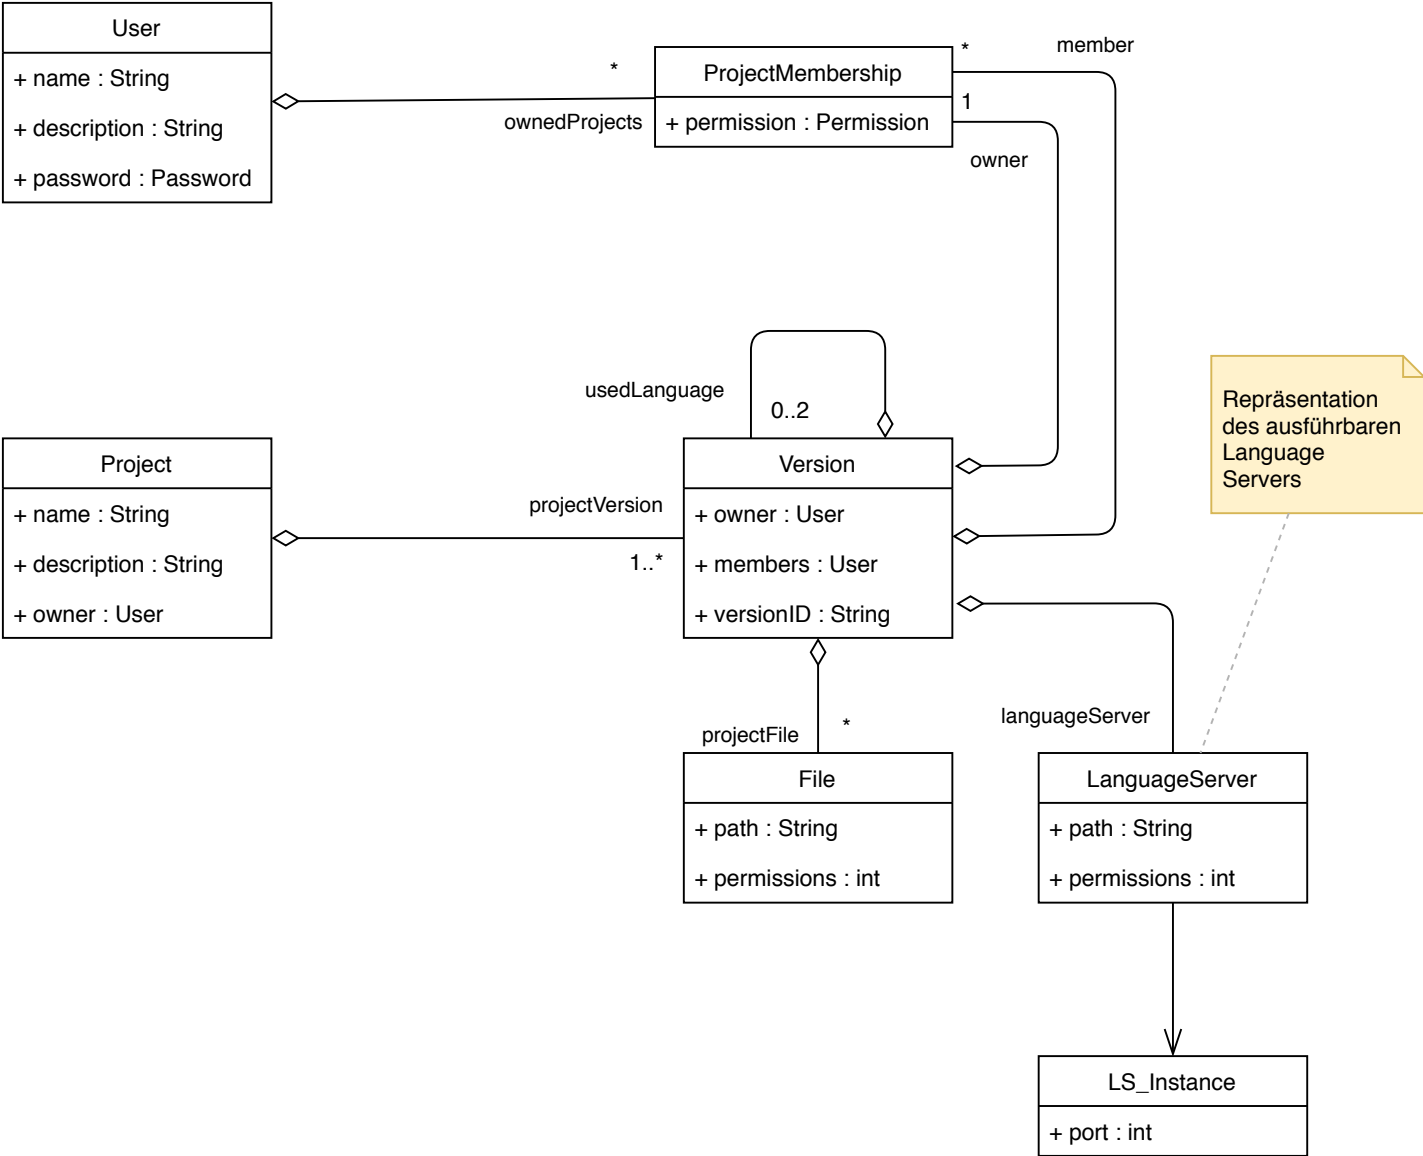 User
+ name : String
+ description : String
+ password : Password
*
ownedProjects
ProjectMembership
+ permission : Permission
*
member
1
owner
usedLanguage
0..2
Repräsentation
des ausführbaren
Language
Servers
Project
+ name : String
+ description : String
+ owner : User
projectVersion
1..*
Version
+ owner : User
+ members : User
+ versionID : String
projectFile
*
languageServer
File
+ path : String
+ permissions : int
LanguageServer
+ path : String
+ permissions : int
LS_Instance
+ port : int